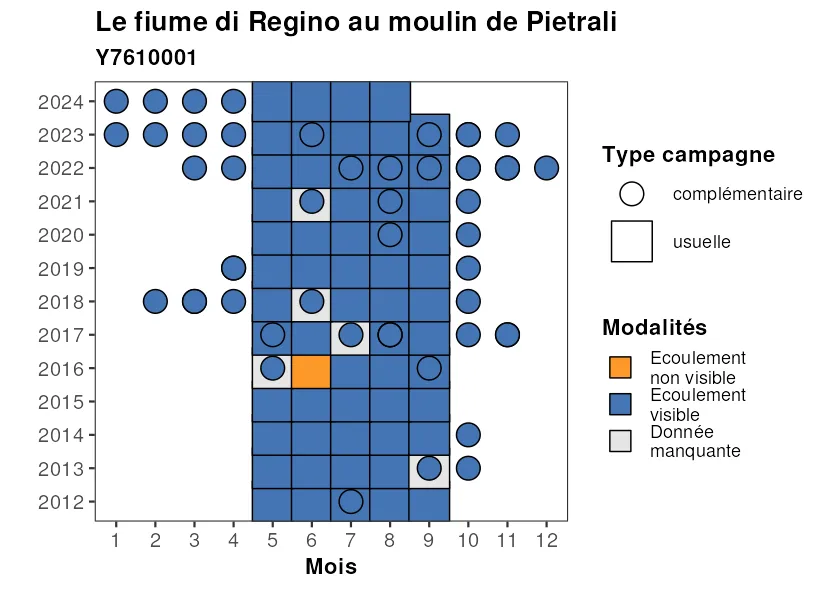 Le fiume di Regino au moulin de Pietrali
Y7610001
2024
2023
2022
2021
2020
2019
2018
2017
2016
2015
2014
2013
2012
1 2 3 4 5 6 7 8 9 10 11 12
Mois
Type campagne
complémentaire
usuelle
Modalités
Ecoulement
non visible
Ecoulement
visible
Donnée
manquante